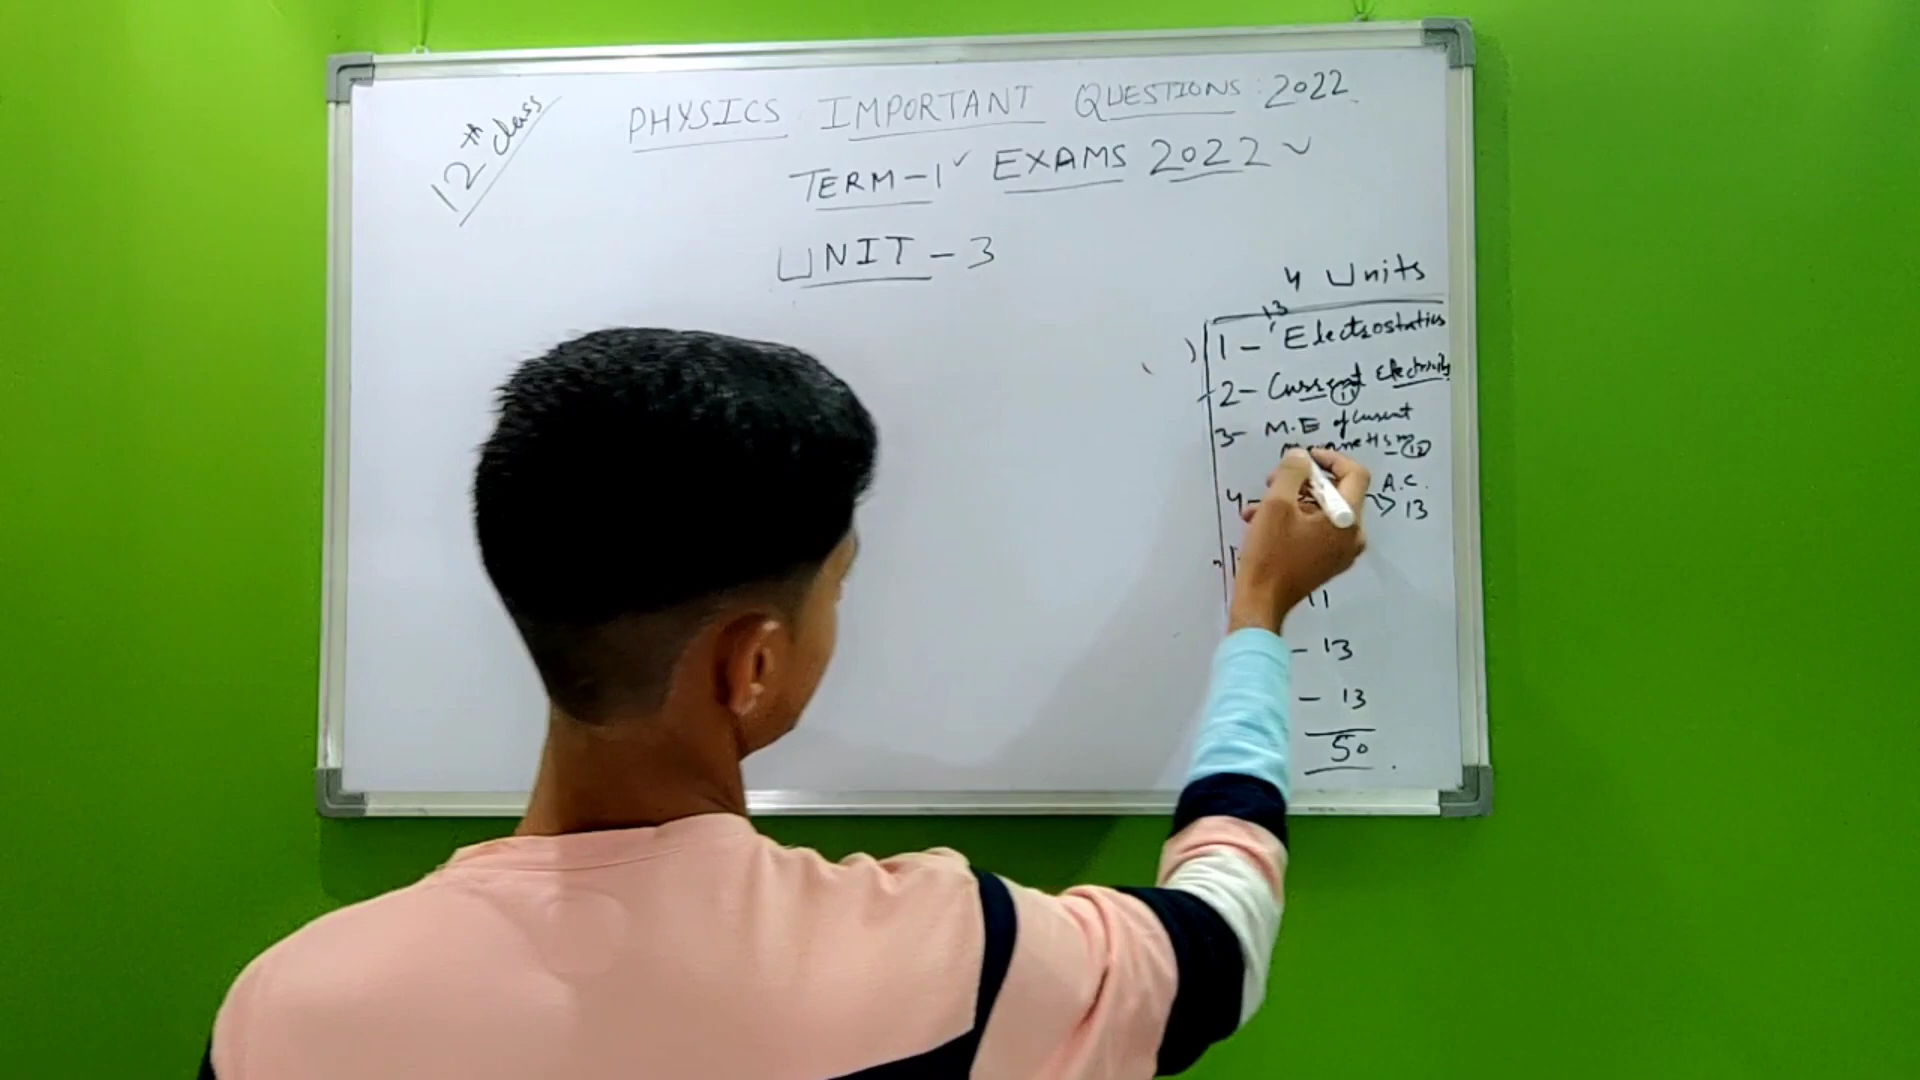 12th class
PHYSICS IMPORTANT QUESTIONS : 2022
TERM-1 EXAMS 2022
UNIT - 3
4 Units
13
1 - Electrostatics
2 - Current Electricity
11
3- M.E of Current
Magnetism -
4-
A.C.
13
11
- 13
- 13
50